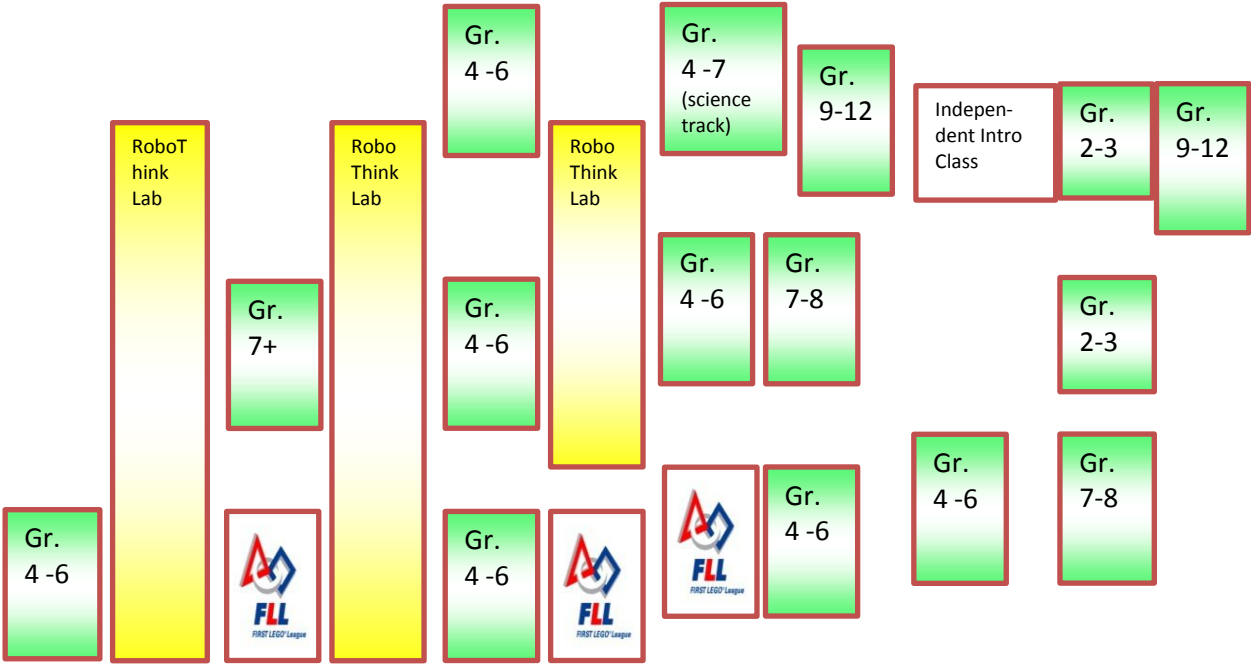 Gr.
4 -6
Gr.
4 -7
(science
track)
Gr.
9-12
Indepen-
dent Intro
Class
Gr.
2-3
Gr.
9-12
RoboT
hink
Lab
Robo
Think
Lab
Robo
Think
Lab
Gr.
7+
Gr.
4 -6
Gr.
4 -6
Gr.
7-8
Gr.
2-3
Gr.
4 -6
FLL
FIRST LEGO League
Gr.
4 -6
FLL
FIRST LEGO League
FLL
FIRST LEGO League
Gr.
4 -6
Gr.
4 -6
Gr.
7-8